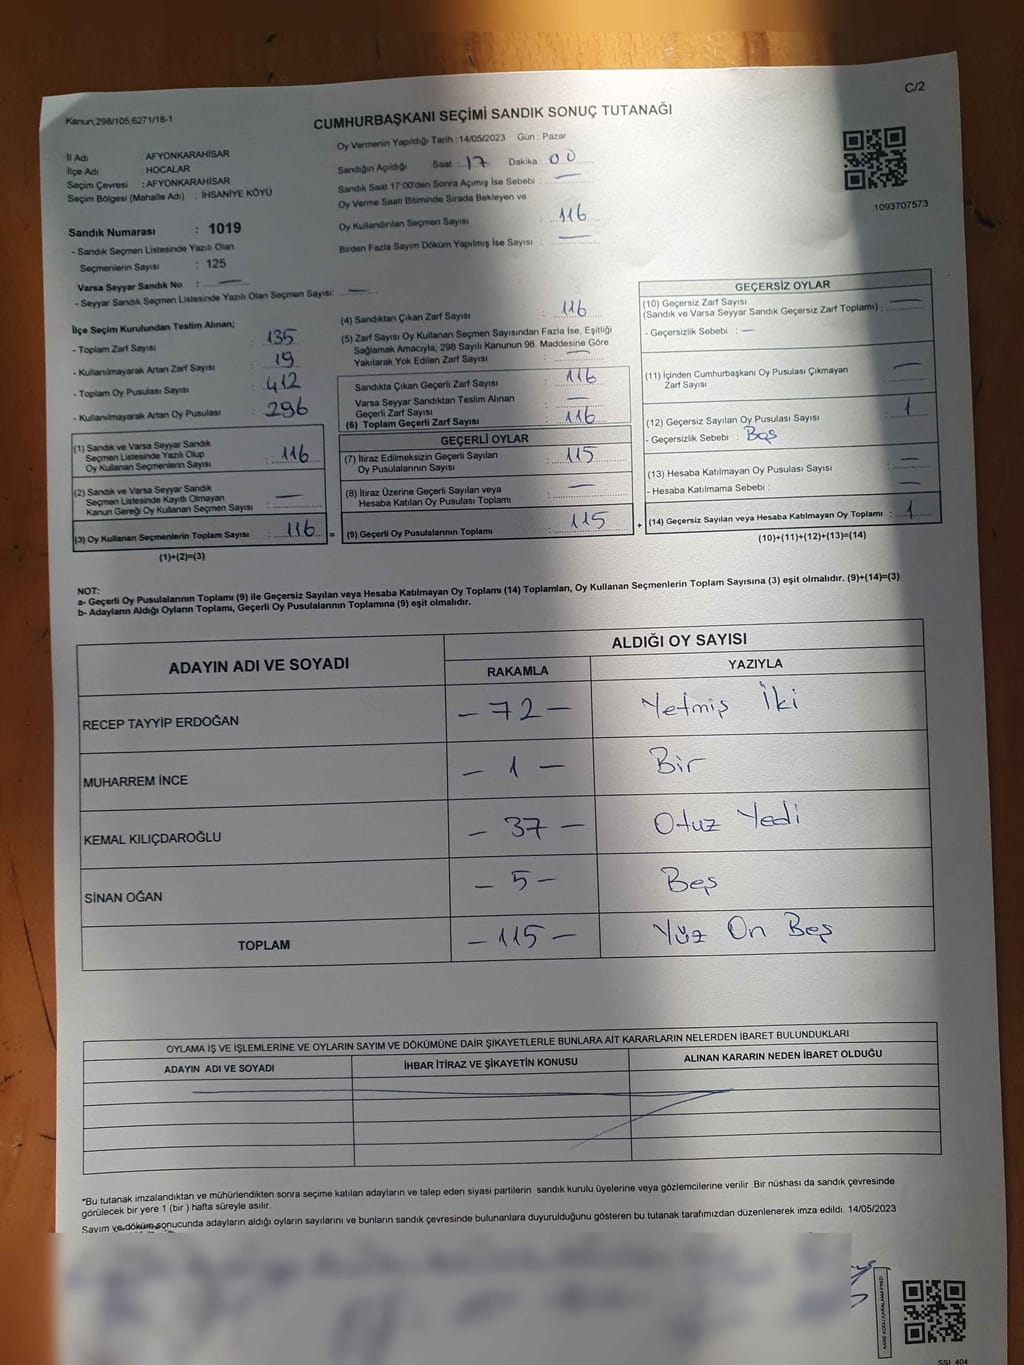 C/2
Kanun;298/105;6271/18-1
CUMHURBAŞKANI SEÇİMİ SANDIK SONUÇ TUTANAĞI
Oy Vermenin Yapıldığı Tarih : 14/05/2023 Gün : Pazar
İl Adı : AFYONKARAHİSAR
İlçe Adı : HOCALAR
Seçim Çevresi : AFYONKARAHİSAR
Seçim Bölgesi (Mahalle Adı) : İHSANİYE KÖYÜ
Sandık Numarası : 1019
- Sandık Seçmen Listesinde Yazılı Olan
Seçmenlerin Sayısı : 125
Varsa Seyyar Sandık No : —
- Seyyar Sandık Seçmen Listesinde Yazılı Olan Seçmen Sayısı: —
Sandığın Açıldığı Saat : 17 Dakika : 00
Sandık Saat 17:00'den Sonra Açımış İse Sebebi : —
Oy Verme Saati Bitiminde Sırada Bekleyen ve
Oy Kullandırılan Seçmen Sayısı : 116
Birden Fazla Sayım Döküm Yapılmış İse Sayısı : —
1093707573
İlçe Seçim Kurulundan Teslim Alınan;
- Toplam Zarf Sayısı : 135
- Kullanılmayarak Artan Zarf Sayısı : 19
- Toplam Oy Pusulası Sayısı : 412
- Kullanılmayarak Artan Oy Pusulası : 296
(1) Sandık ve Varsa Seyyar Sandık
Seçmen Listesinde Yazılı Olup
Oy Kullanan Seçmenlerin Sayısı : 116
(2) Sandık ve Varsa Seyyar Sandık
Seçmen Listesinde Kayıtlı Olmayan
Kanun Gereği Oy Kullanan Seçmen Sayısı : —
(3) Oy Kullanan Seçmenlerin Toplam Sayısı : 116 =
(1)+(2)=(3)
(4) Sandıktan Çıkan Zarf Sayısı : 116
(5) Zarf Sayısı Oy Kullanan Seçmen Sayısından Fazla İse, Eşitliği
Sağlamak Amacıyla, 298 Sayılı Kanunun 98. Maddesine Göre
Yakılarak Yok Edilen Zarf Sayısı : —
Sandıkta Çıkan Geçerli Zarf Sayısı : 116
Varsa Seyyar Sandıktan Teslim Alınan
Geçerli Zarf Sayısı : —
(6) Toplam Geçerli Zarf Sayısı : 116
GEÇERLİ OYLAR
(7) İtiraz Edilmeksizin Geçerli Sayılan
Oy Pusulalarının Sayısı : 115
(8) İtiraz Üzerine Geçerli Sayılan veya
Hesaba Katılan Oy Pusulası Toplamı : —
(9) Geçerli Oy Pusulalarının Toplamı : 115 +
GEÇERSİZ OYLAR
(10) Geçersiz Zarf Sayısı
(Sandık ve Varsa Seyyar Sandık Geçersiz Zarf Toplamı) : —
- Geçersizlik Sebebi : —
(11) İçinden Cumhurbaşkanı Oy Pusulası Çıkmayan
Zarf Sayısı : —
(12) Geçersiz Sayılan Oy Pusulası Sayısı : 1
- Geçersizlik Sebebi : Boş
(13) Hesaba Katılmayan Oy Pusulası Sayısı : —
- Hesaba Katılmama Sebebi : —
(14) Geçersiz Sayılan veya Hesaba Katılmayan Oy Toplamı : 1
(10)+(11)+(12)+(13)=(14)
NOT:
a- Geçerli Oy Pusulalarının Toplamı (9) ile Geçersiz Sayılan veya Hesaba Katılmayan Oy Toplamı (14) Toplamları, Oy Kullanan Seçmenlerin Toplam Sayısına (3) eşit olmalıdır. (9)+(14)=(3)
b- Adayların Aldığı Oyların Toplamı, Geçerli Oy Pusulalarının Toplamına (9) eşit olmalıdır.
ADAYIN ADI VE SOYADI ALDIĞI OY SAYISI
RAKAMLA YAZIYLA
RECEP TAYYİP ERDOĞAN - 72 - Yetmiş İki
MUHARREM İNCE - 1 - Bir
KEMAL KILIÇDAROĞLU - 37 - Otuz Yedi
SİNAN OĞAN - 5 - Beş
TOPLAM - 115 - Yüz On Beş
OYLAMA İŞ VE İŞLEMLERİNE VE OYLARIN SAYIM VE DÖKÜMÜNE DAİR ŞİKAYETLERLE BUNLARA AİT KARARLARIN NELERDEN İBARET BULUNDUKLARI
ADAYIN ADI VE SOYADI İHBAR İTİRAZ VE ŞİKAYETİN KONUSU ALINAN KARARIN NEDEN İBARET OLDUĞU
*Bu tutanak imzalandıktan ve mühürlendikten sonra seçime katılan adayların ve talep eden siyasi partilerin sandık kurulu üyelerine veya gözlemcilerine verilir .Bir nüshası da sandık çevresinde
görülecek bir yere 1 (bir ) hafta süreyle asılır.
Sayım ve döküm sonucunda adayların aldığı oyların sayılarını ve bunların sandık çevresinde bulunanlara duyurulduğunu gösteren bu tutanak tarafımızdan düzenlenerek imza edildi. 14/05/2023
KARE KODU KARALAMAYINIZ!
SSI_404